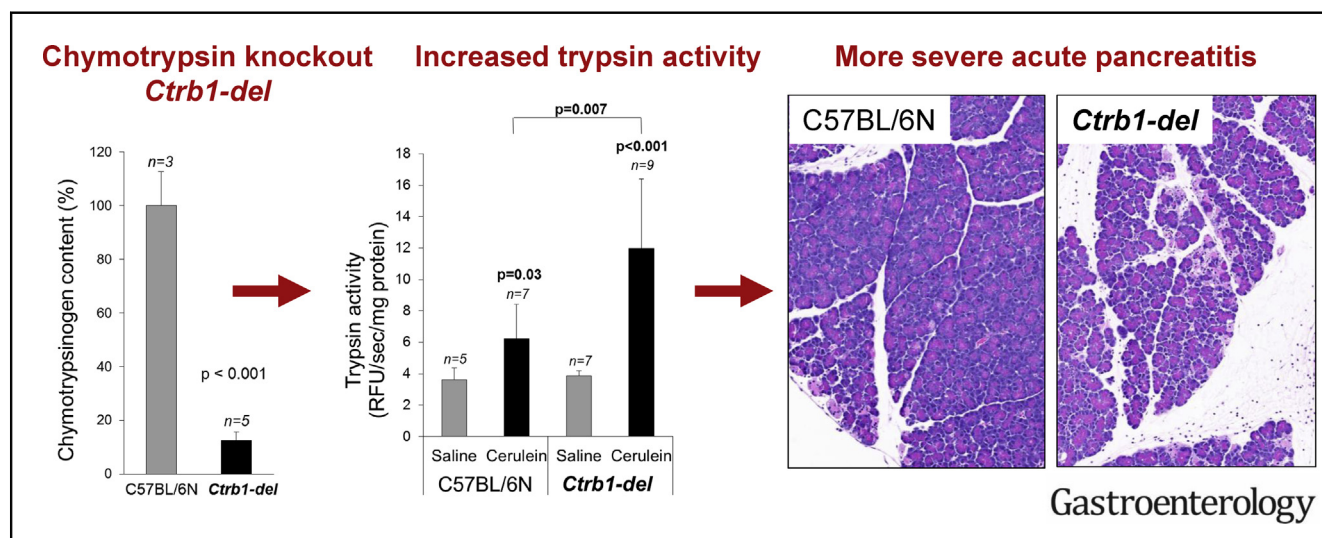 Chymotrypsin knockout
Ctrb1-del
Increased trypsin activity
More severe acute pancreatitis
Chymotrypsinogen content (%)
120
100
80
60
40
20
0
n=3
p < 0.001
n=5
C57BL/6N
Ctrb1-del
Trypsin activity
(RFU/sec/mg protein)
18
16
14
12
10
8
6
4
2
0
p=0.007
n=5
p=0.03
n=7
n=7
p<0.001
n=9
Saline
Cerulein
Saline
Cerulein
C57BL/6N
Ctrb1-del
C57BL/6N
Ctrb1-del
Gastroenterology